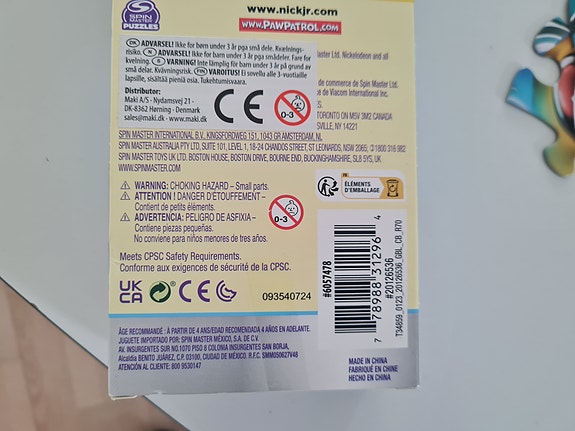 SPIN
MASTER
PUZZLES
www.nickjr.com
www.PAWPATROL.com
DK ADVARSEL! Ikke for børn under 3 år pga små dele. Kvælnings-
risiko. N ADVARSEL! Ikke for barn under 3 år pga smådeler. Fare for
kvelning. S VARNING! Inte lämplig för barn under 3 år på grund av
små delar. Kvävningsrisk. FIN VAROITUS! Ei sovellu alle 3-vuotiaille
lapsille, sisältää pieniä osia. Tukehtumisvaara.
Distributor:
Maki A/S - Nydamsvej 21 -
DK-8362 Hørning - Denmark
sales@maki.dk - www.maki.dk
CE
0-3
Master Ltd. Nickelodeon and all
de commerce de Spin Master Ltd.
de Viacom International Inc.
TORONTO ON M5V 3M2 CANADA
SVILLE, NY 14221
SPIN MASTER INTERNATIONAL B.V., KINGSFORDWEG 151, 1043 GR AMSTERDAM, NL
SPIN MASTER AUSTRALIA PTY LTD, SUITE 101, LEVEL 1, 18-24 CHANDOS STREET, ST LEONARDS, NSW 2065; 1800 316 982
SPIN MASTER TOYS UK LTD. BOSTON HOUSE, BOSTON DRIVE, BOURNE END, BUCKINGHAMSHIRE, SL8 5YS, UK
WWW.SPINMASTER.COM
WARNING: CHOKING HAZARD – Small parts.
ATTENTION ! DANGER D'ÉTOUFFEMENT –
Contient de petits éléments.
ADVERTENCIA: PELIGRO DE ASFIXIA –
Contiene piezas pequeñas.
No conviene para niños menores de tres años.
0-3
FR
ÉLÉMENTS
D'EMBALLAGE
Meets CPSC Safety Requirements.
Conforme aux exigences de sécurité de la CPSC.
UK
CA
CE
093540724
#6057478
7 78988 31296 4
#20126536
T34859_0123_20126536_GBL_CB_R70
ÂGE RECOMMANDÉ : À PARTIR DE 4 ANS/EDAD RECOMENDADA 4 AÑOS EN ADELANTE.
JUGUETE IMPORTADO POR: SPIN MASTER MÉXICO, S.A. DE C.V.
AV. INSURGENTES SUR NO.1070 PISO 8 COLONIA INSURGENTES SAN BORJA,
Alcaldía BENITO JUÁREZ, C.P. 03100, CIUDAD DE MÉXICO. R.F.C. SMM050627V48
ATENCIÓN AL CLIENTE: 800 9530147
MADE IN CHINA
FABRIQUÉ EN CHINE
HECHO EN CHINA